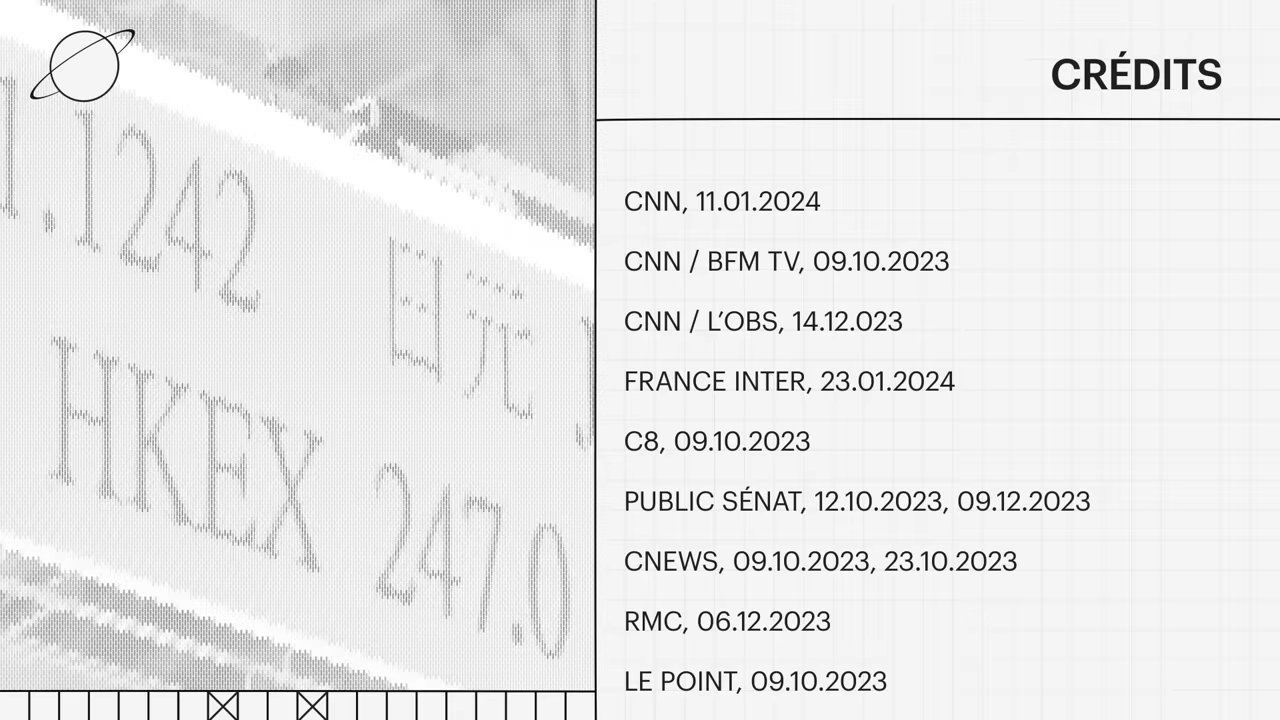 1.1242
日元
HKEX 247.0
CRÉDITS
CNN, 11.01.2024
CNN / BFM TV, 09.10.2023
CNN / L’OBS, 14.12.023
FRANCE INTER, 23.01.2024
C8, 09.10.2023
PUBLIC SÉNAT, 12.10.2023, 09.12.2023
CNEWS, 09.10.2023, 23.10.2023
RMC, 06.12.2023
LE POINT, 09.10.2023